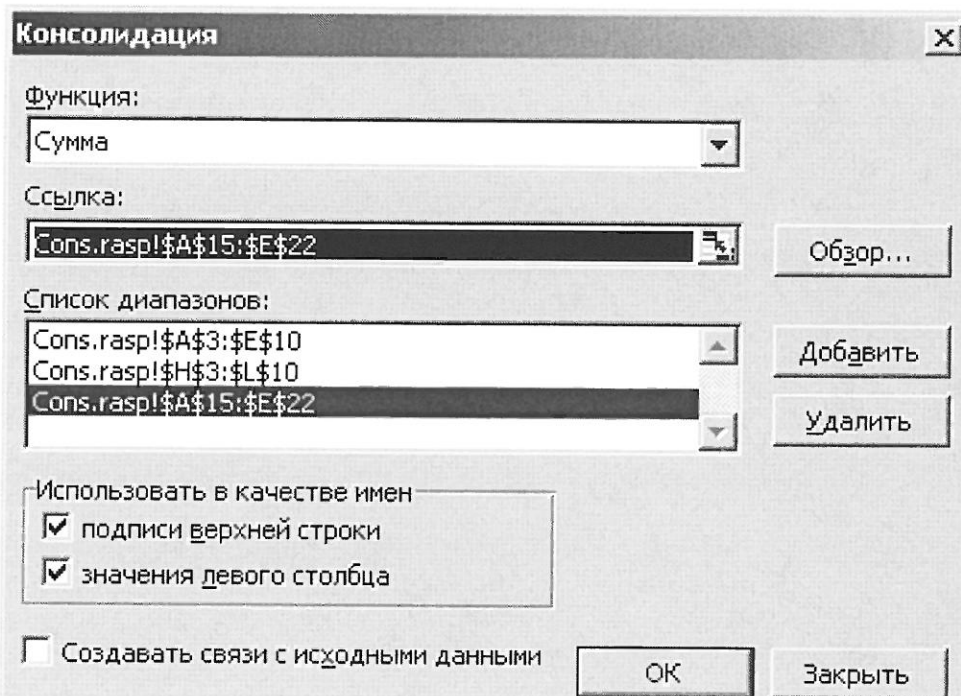 Консолидация
Функция:
Сумма
Ссылка:
Cons.rasp!$A$15:$E$22
Обзор...
Список диапазонов:
Cons.rasp!$A$3:$E$10
Cons.rasp!$H$3:$L$10
Cons.rasp!$A$15:$E$22
Добавить
Удалить
Использовать в качестве имен
подписи верхней строки
значения левого столбца
Создавать связи с исходными данными
ОК
Закрыть